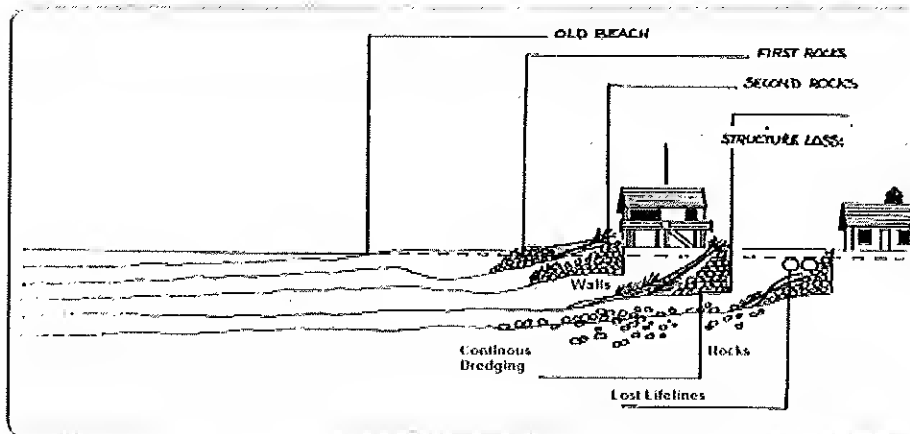 OLD BEACH
FIRST ROCKS
SECOND ROCKS
STRUCTURE LOSS:
Walls
Continous
Dredging
Rocks
Lost Lifelines